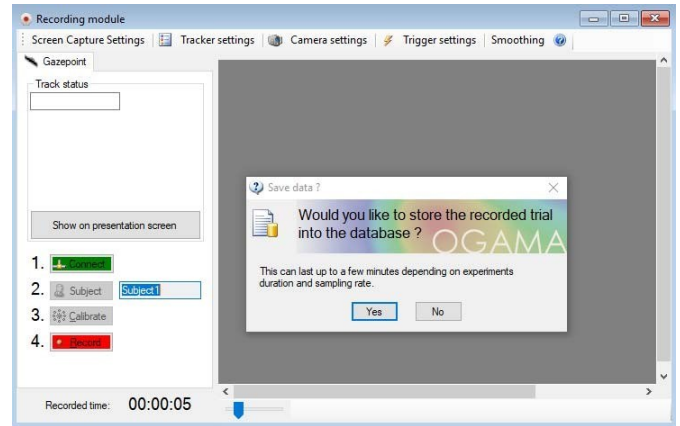 Recording module
Screen Capture Settings Tracker settings Camera settings Trigger settings Smoothing
Gazepoint
Track status
Show on presentation screen
1. Connect
2. Subject Subject1
3. Calibrate
4. Record
Recorded time: 00:00:05
Save data ?
Would you like to store the recorded trial
into the database ?
OGAMA
This can last up to a few minutes depending on experiments
duration and sampling rate.
Yes No